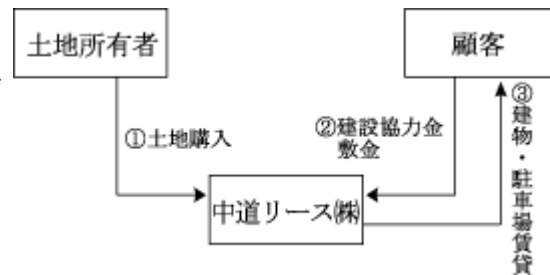 土地所有者
顧客
①土地購入
②建設協力金
敷金
③建物・駐車場賃貸
中道リース㈱